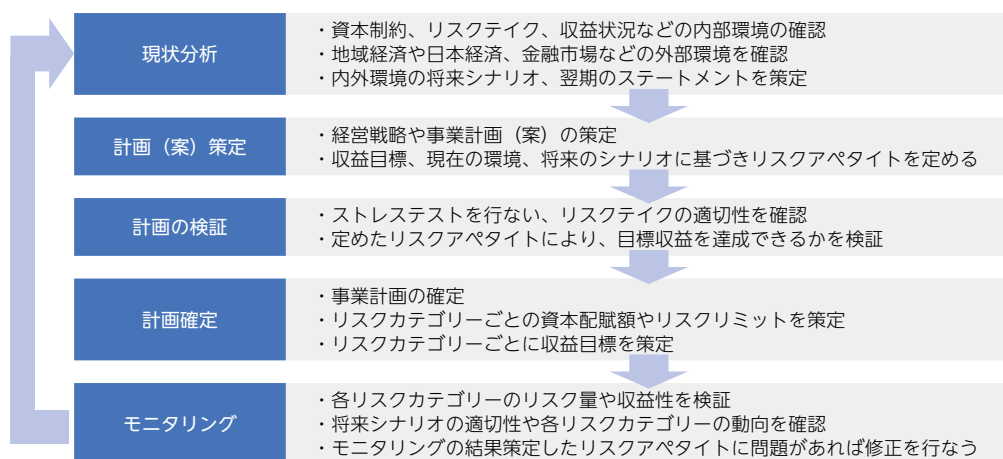 現状分析
・資本制約、リスクテイク、収益状況などの内部環境の確認
・地域経済や日本経済、金融市場などの外部環境を確認
・内外環境の将来シナリオ、翌期のステートメントを策定
計画（案）策定
・経営戦略や事業計画（案）の策定
・収益目標、現在の環境、将来のシナリオに基づきリスクアペタイトを定める
計画の検証
・ストレステストを行ない、リスクテイクの適切性を確認
・定めたリスクアペタイトにより、目標収益を達成できるかを検証
計画確定
・事業計画の確定
・リスクカテゴリーごとの資本配賦額やリスクリミットを策定
・リスクカテゴリーごとに収益目標を策定
モニタリング
・各リスクカテゴリーのリスク量や収益性を検証
・将来シナリオの適切性や各リスクカテゴリーの動向を確認
・モニタリングの結果策定したリスクアペタイトに問題があれば修正を行なう